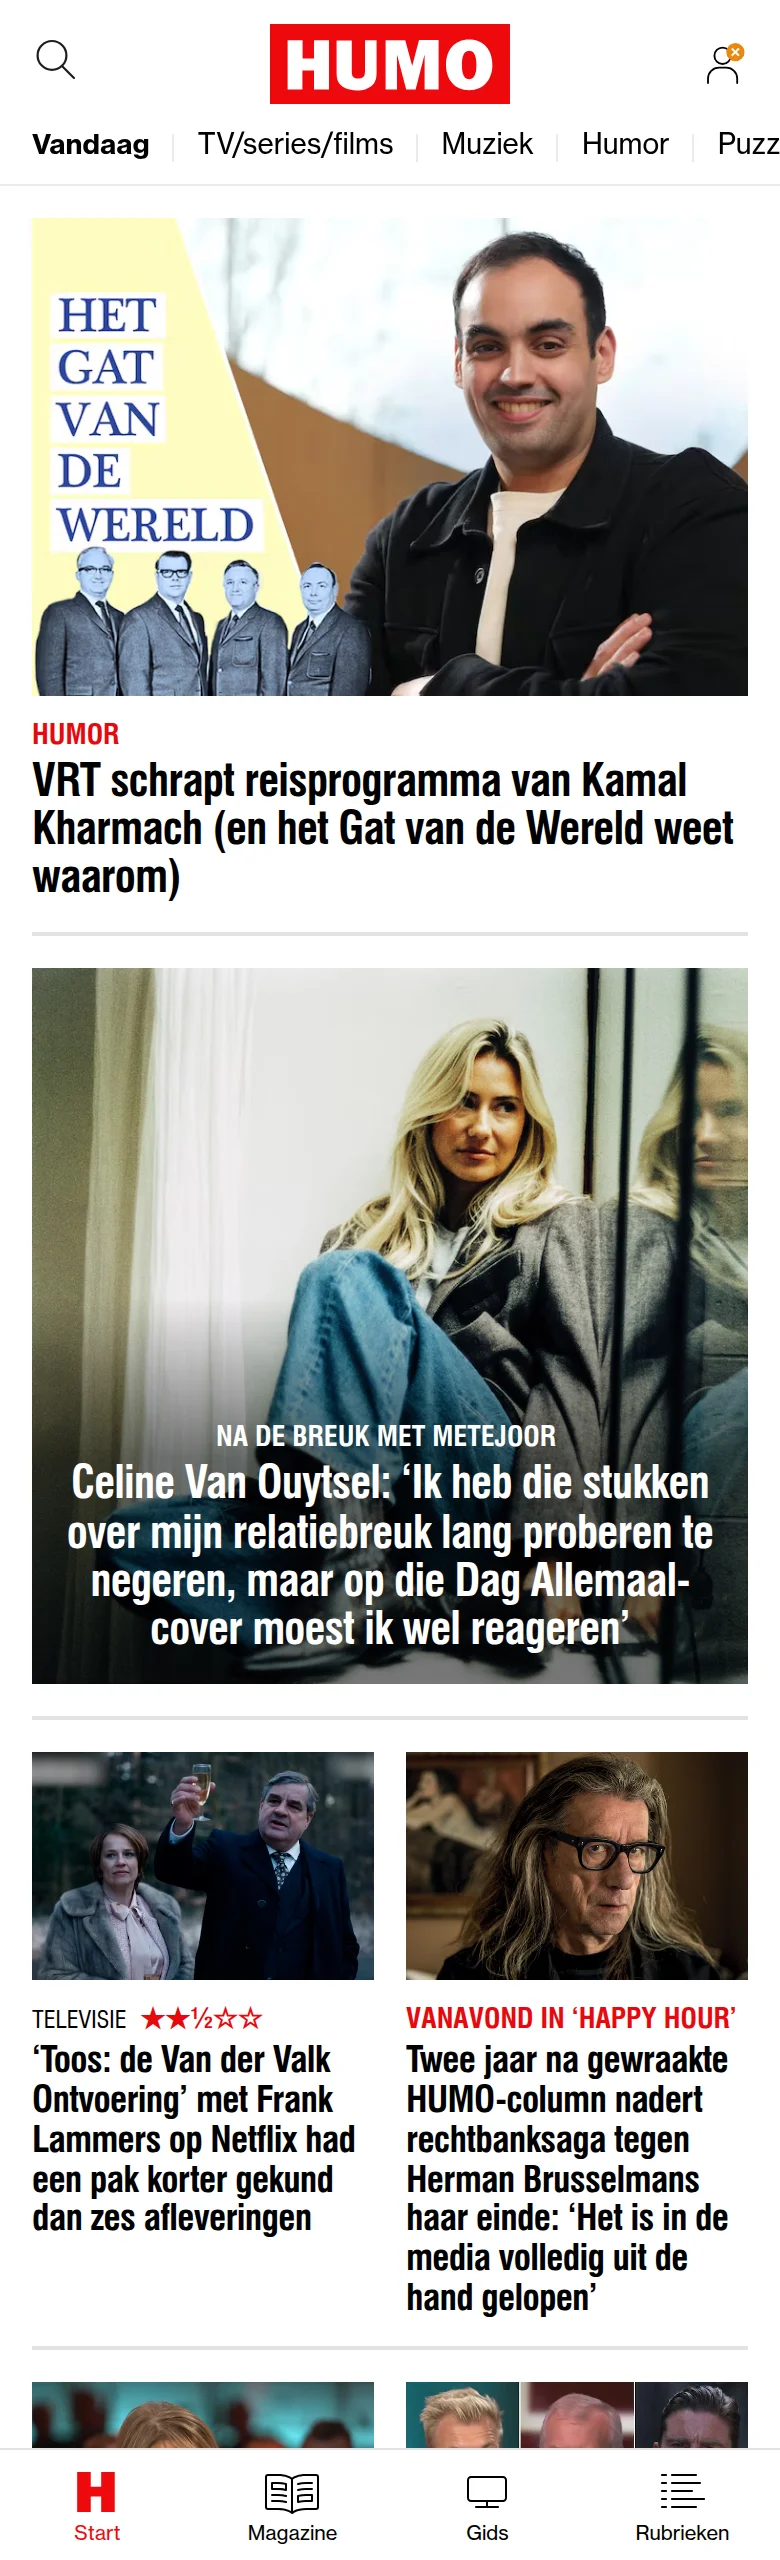 HUMO
Vandaag
TV/series/films
Muziek
Humor
Puzz
HET
GAT
VAN
DE
WERELD
HUMOR
VRT schrapt reisprogramma van Kamal
Kharmach (en het Gat van de Wereld weet
waarom)
NA DE BREUK MET METEJOOR
Celine Van Ouytsel: ‘Ik heb die stukken
over mijn relatiebreuk lang proberen te
negeren, maar op die Dag Allemaal-
cover moest ik wel reageren’
TELEVISIE ★★½☆☆
‘Toos: de Van der Valk
Ontvoering’ met Frank
Lammers op Netflix had
een pak korter gekund
dan zes afleveringen
VANAVOND IN ‘HAPPY HOUR’
Twee jaar na gewraakte
HUMO-column nadert
rechtbanksaga tegen
Herman Brusselmans
haar einde: ‘Het is in de
media volledig uit de
hand gelopen’
H
Start
Magazine
Gids
Rubrieken